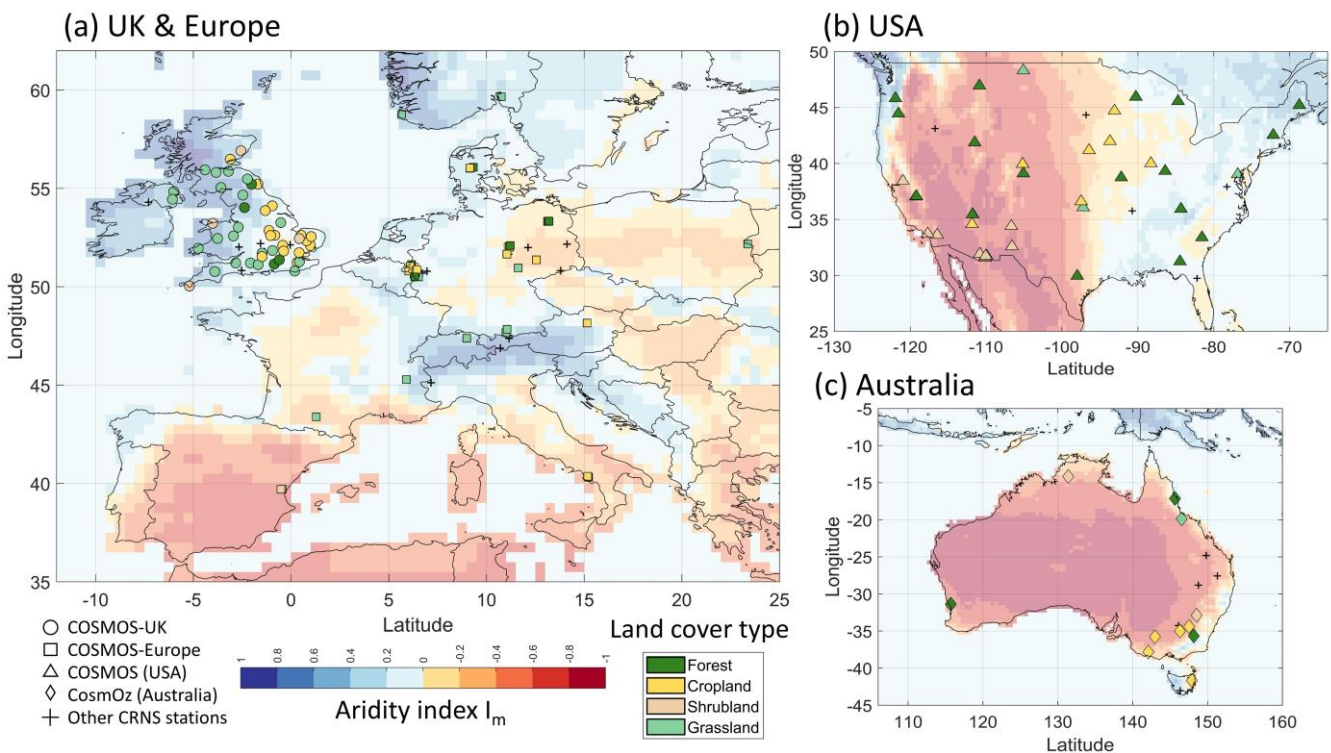 (a) UK & Europe
60
55
50
45
40
35
Longitude
-10
-5
0
5
10
15
20
25
Latitude
COSMOS-UK
COSMOS-Europe
COSMOS (USA)
CosmOz (Australia)
Other CRNS stations
1
0.8
0.6
0.4
0.2
0
-0.2
-0.4
-0.6
-0.8
-1
Aridity index Im
Land cover type
Forest
Cropland
Shrubland
Grassland
(b) USA
50
45
40
35
30
25
Longitude
-130
-120
-110
-100
-90
-80
-70
Latitude
(c) Australia
-5
-10
-15
-20
-25
-30
-35
-40
-45
Longitude
110
120
130
140
150
160
Latitude